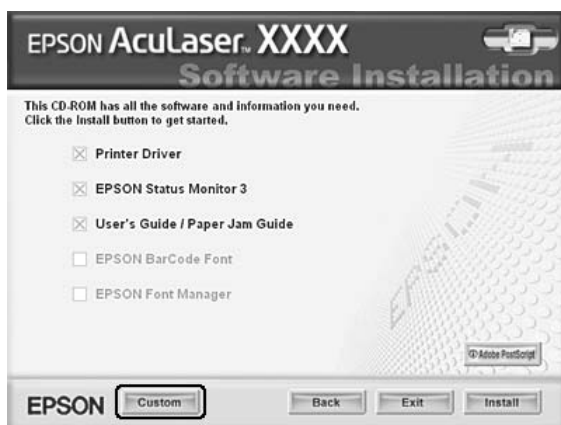 EPSON AcuLaser™ XXXX
Software Installation
This CD-ROM has all the software and information you need.
Click the Install button to get started.
Printer Driver
EPSON Status Monitor 3
User's Guide / Paper Jam Guide
EPSON BarCode Font
EPSON Font Manager
EPSON
Adobe PostScript
EPSON
Custom
Back
Exit
Install